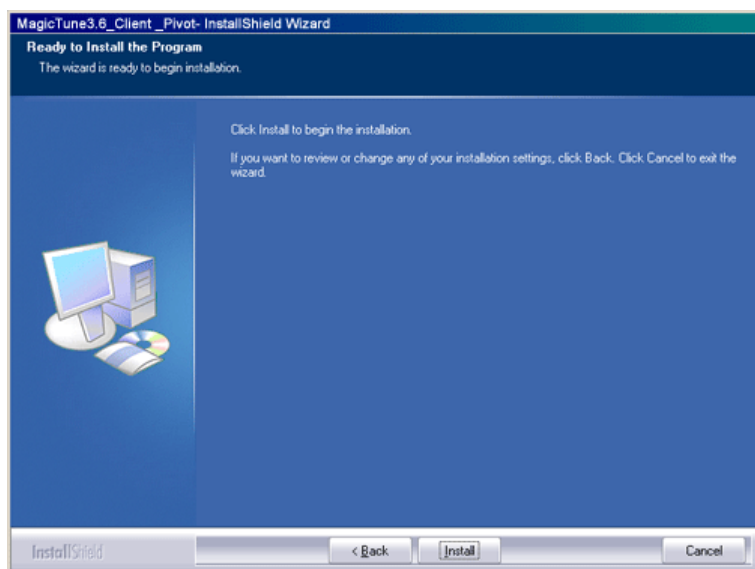 MagicTune3.6_Client _Pivot- InstallShield Wizard
Ready to Install the Program
The wizard is ready to begin installation.
Click Install to begin the installation.
If you want to review or change any of your installation settings, click Back. Click Cancel to exit the
wizard.
InstallShield
< Back
Install
Cancel